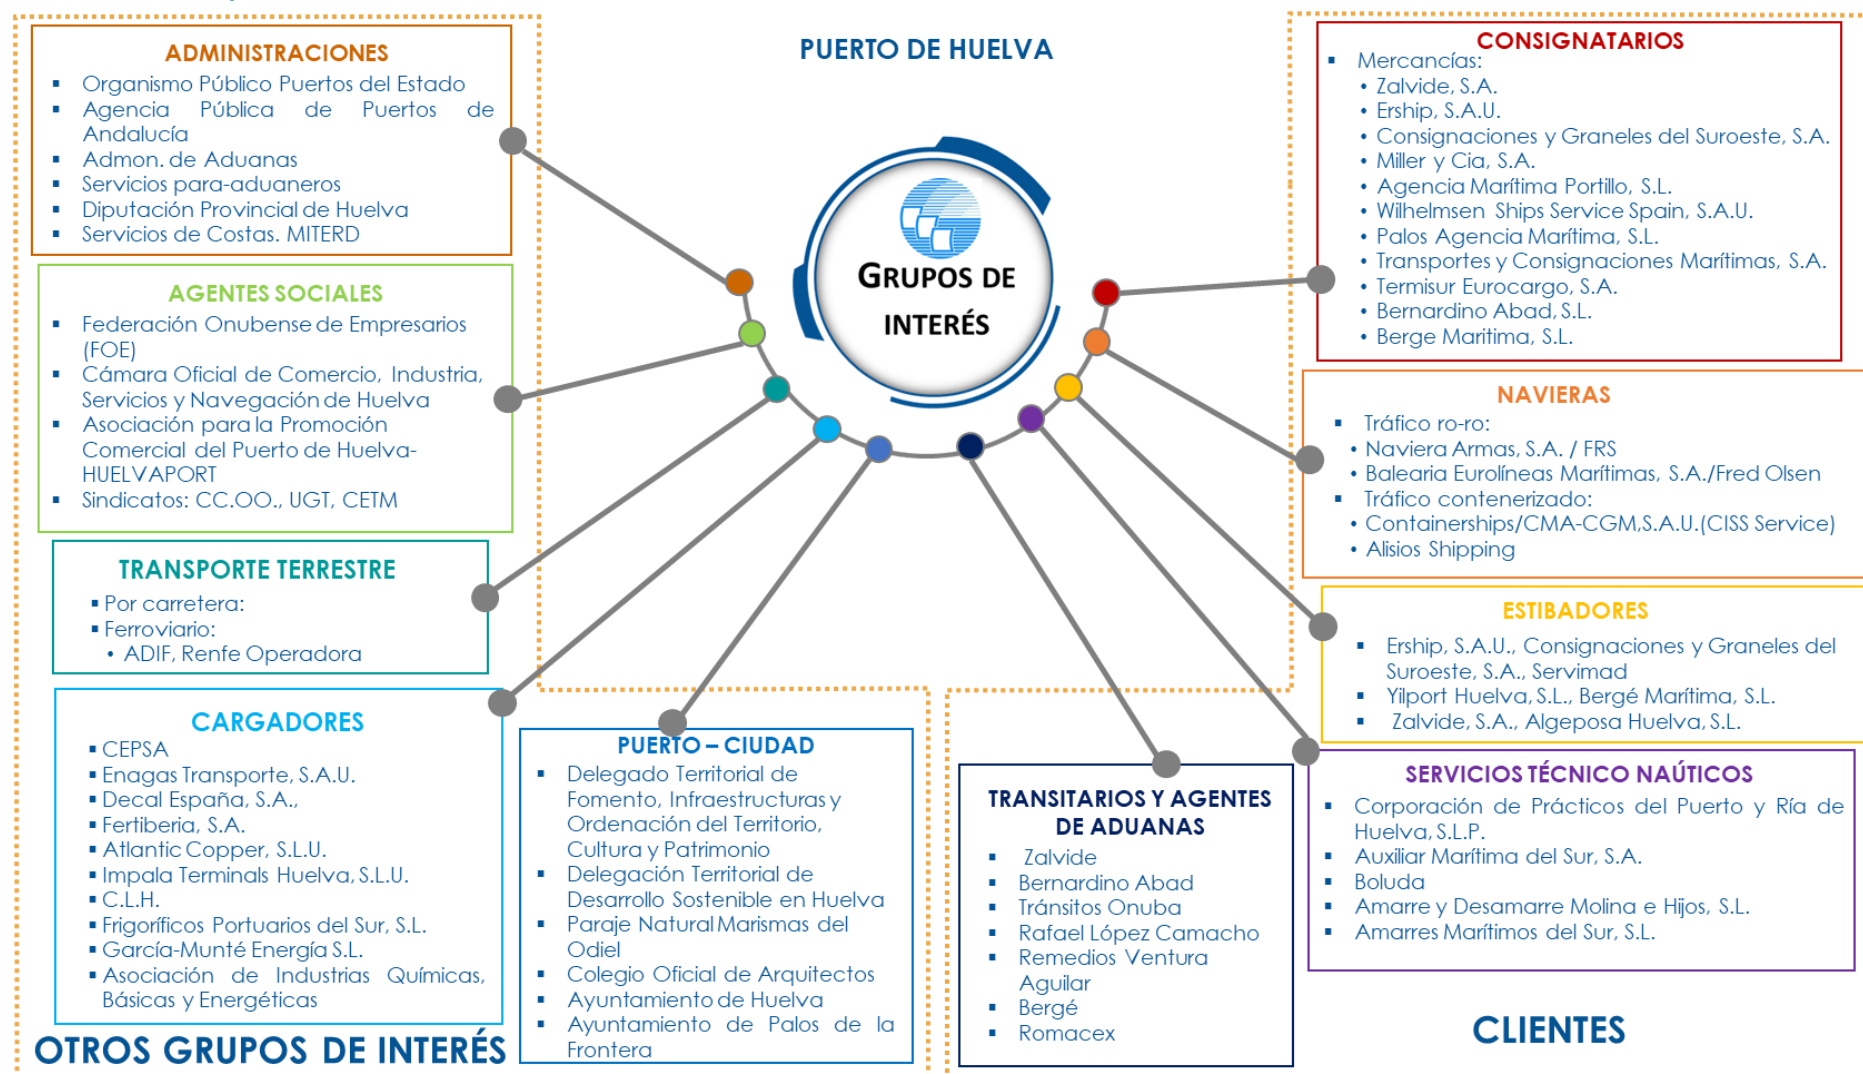 PUERTO DE HUELVA
GRUPOS DE
INTERÉS
ADMINISTRACIONES
▪ Organismo Público Puertos del Estado
▪ Agencia Pública de Puertos de
Andalucía
▪ Admon. de Aduanas
▪ Servicios para-aduaneros
▪ Diputación Provincial de Huelva
▪ Servicios de Costas. MITERD
AGENTES SOCIALES
▪ Federación Onubense de Empresarios
(FOE)
▪ Cámara Oficial de Comercio, Industria,
Servicios y Navegación de Huelva
▪ Asociación para la Promoción
Comercial del Puerto de Huelva-
HUELVAPORT
▪ Sindicatos: CC.OO., UGT, CETM
TRANSPORTE TERRESTRE
▪ Por carretera:
▪ Ferroviario:
• ADIF, Renfe Operadora
CARGADORES
▪ CEPSA
▪ Enagas Transporte, S.A.U.
▪ Decal España, S.A.,
▪ Fertiberia, S.A.
▪ Atlantic Copper, S.L.U.
▪ Impala Terminals Huelva, S.L.U.
▪ C.L.H.
▪ Frigoríficos Portuarios del Sur, S.L.
▪ García-Munté Energía S.L.
▪ Asociación de Industrias Químicas,
Básicas y Energéticas
OTROS GRUPOS DE INTERÉS
PUERTO – CIUDAD
▪ Delegado Territorial de
Fomento, Infraestructuras y
Ordenación del Territorio,
Cultura y Patrimonio
▪ Delegación Territorial de
Desarrollo Sostenible en Huelva
▪ Paraje Natural Marismas del
Odiel
▪ Colegio Oficial de Arquitectos
▪ Ayuntamiento de Huelva
▪ Ayuntamiento de Palos de la
Frontera
TRANSITARIOS Y AGENTES
DE ADUANAS
▪ Zalvide
▪ Bernardino Abad
▪ Tránsitos Onuba
▪ Rafael López Camacho
▪ Remedios Ventura
Aguilar
▪ Bergé
▪ Romacex
CONSIGNATARIOS
▪ Mercancías:
• Zalvide, S.A.
• Ership, S.A.U.
• Consignaciones y Graneles del Suroeste, S.A.
• Miller y Cia, S.A.
• Agencia Marítima Portillo, S.L.
• Wilhelmsen Ships Service Spain, S.A.U.
• Palos Agencia Marítima, S.L.
• Transportes y Consignaciones Marítimas, S.A.
• Termisur Eurocargo, S.A.
• Bernardino Abad, S.L.
• Berge Maritima, S.L.
NAVIERAS
▪ Tráfico ro-ro:
• Naviera Armas, S.A. / FRS
• Balearia Eurolíneas Marítimas, S.A./Fred Olsen
▪ Tráfico contenerizado:
• Containerships/CMA-CGM,S.A.U.(CISS Service)
• Alisios Shipping
ESTIBADORES
▪ Ership, S.A.U., Consignaciones y Graneles del
Suroeste, S.A., Servimad
▪ Yilport Huelva, S.L., Bergé Marítima, S.L.
▪ Zalvide, S.A., Algeposa Huelva, S.L.
SERVICIOS TÉCNICO NAÚTICOS
▪ Corporación de Prácticos del Puerto y Ría de
Huelva, S.L.P.
▪ Auxiliar Marítima del Sur, S.A.
▪ Boluda
▪ Amarre y Desamarre Molina e Hijos, S.L.
▪ Amarres Marítimos del Sur, S.L.
CLIENTES